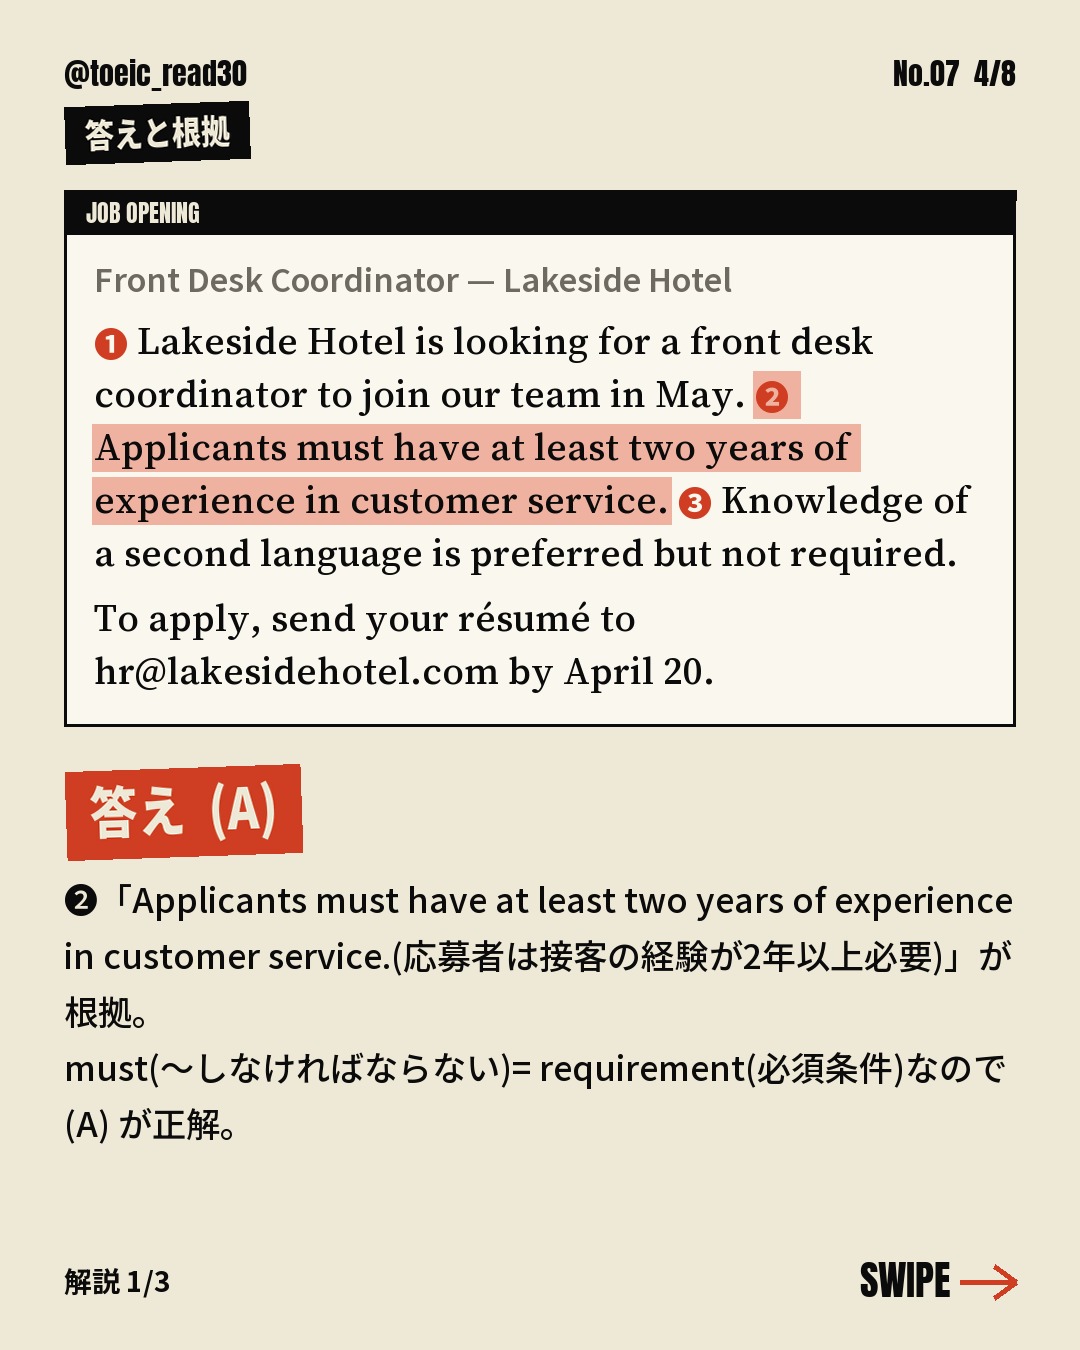 @toeic_read30
No.07 4/8
答えと根拠
JOB OPENING
Front Desk Coordinator — Lakeside Hotel
❶ Lakeside Hotel is looking for a front desk
coordinator to join our team in May. ❷
Applicants must have at least two years of
experience in customer service. ❸ Knowledge of
a second language is preferred but not required.
To apply, send your résumé to
hr@lakesidehotel.com by April 20.
答え (A)
❷「Applicants must have at least two years of experience
in customer service.(応募者は接客の経験が2年以上必要)」が
根拠。
must(〜しなければならない)= requirement(必須条件)なので
(A) が正解。
解説 1/3
SWIPE →